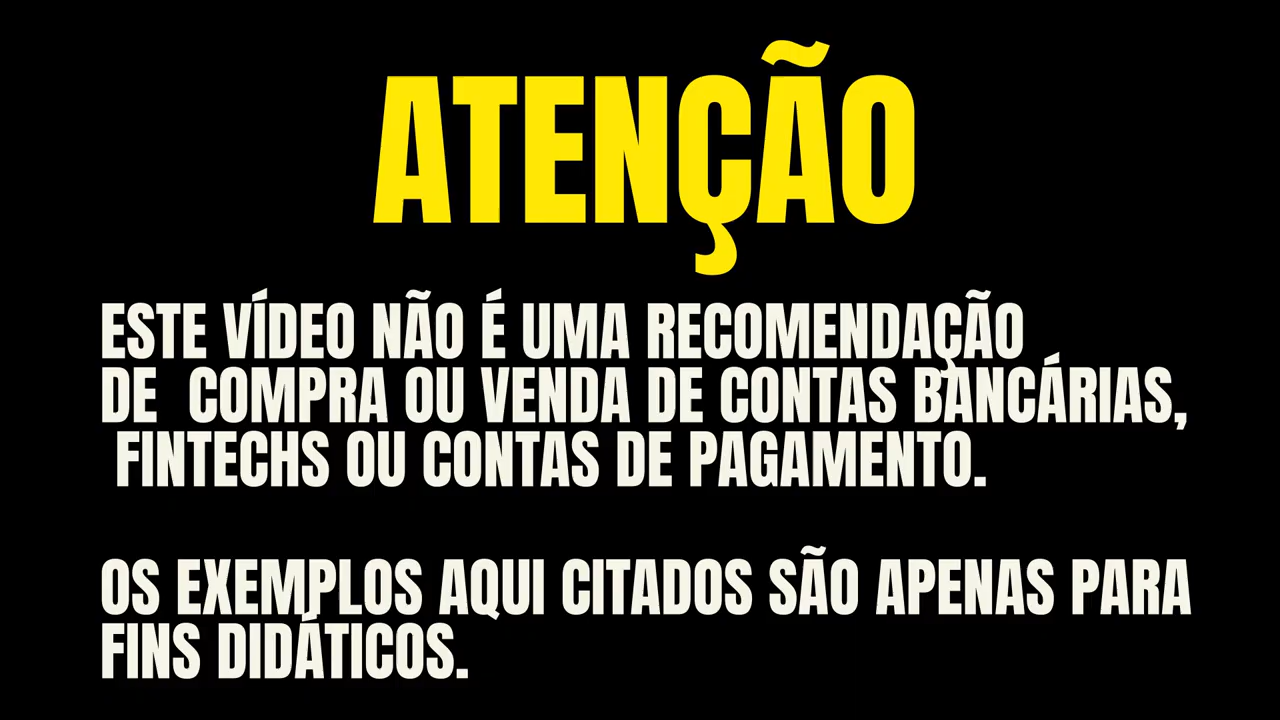 ATENÇÃO
ESTE VÍDEO NÃO É UMA RECOMENDAÇÃO
DE COMPRA OU VENDA DE CONTAS BANCÁRIAS,
FINTECHS OU CONTAS DE PAGAMENTO.
OS EXEMPLOS AQUI CITADOS SÃO APENAS PARA
FINS DIDÁTICOS.